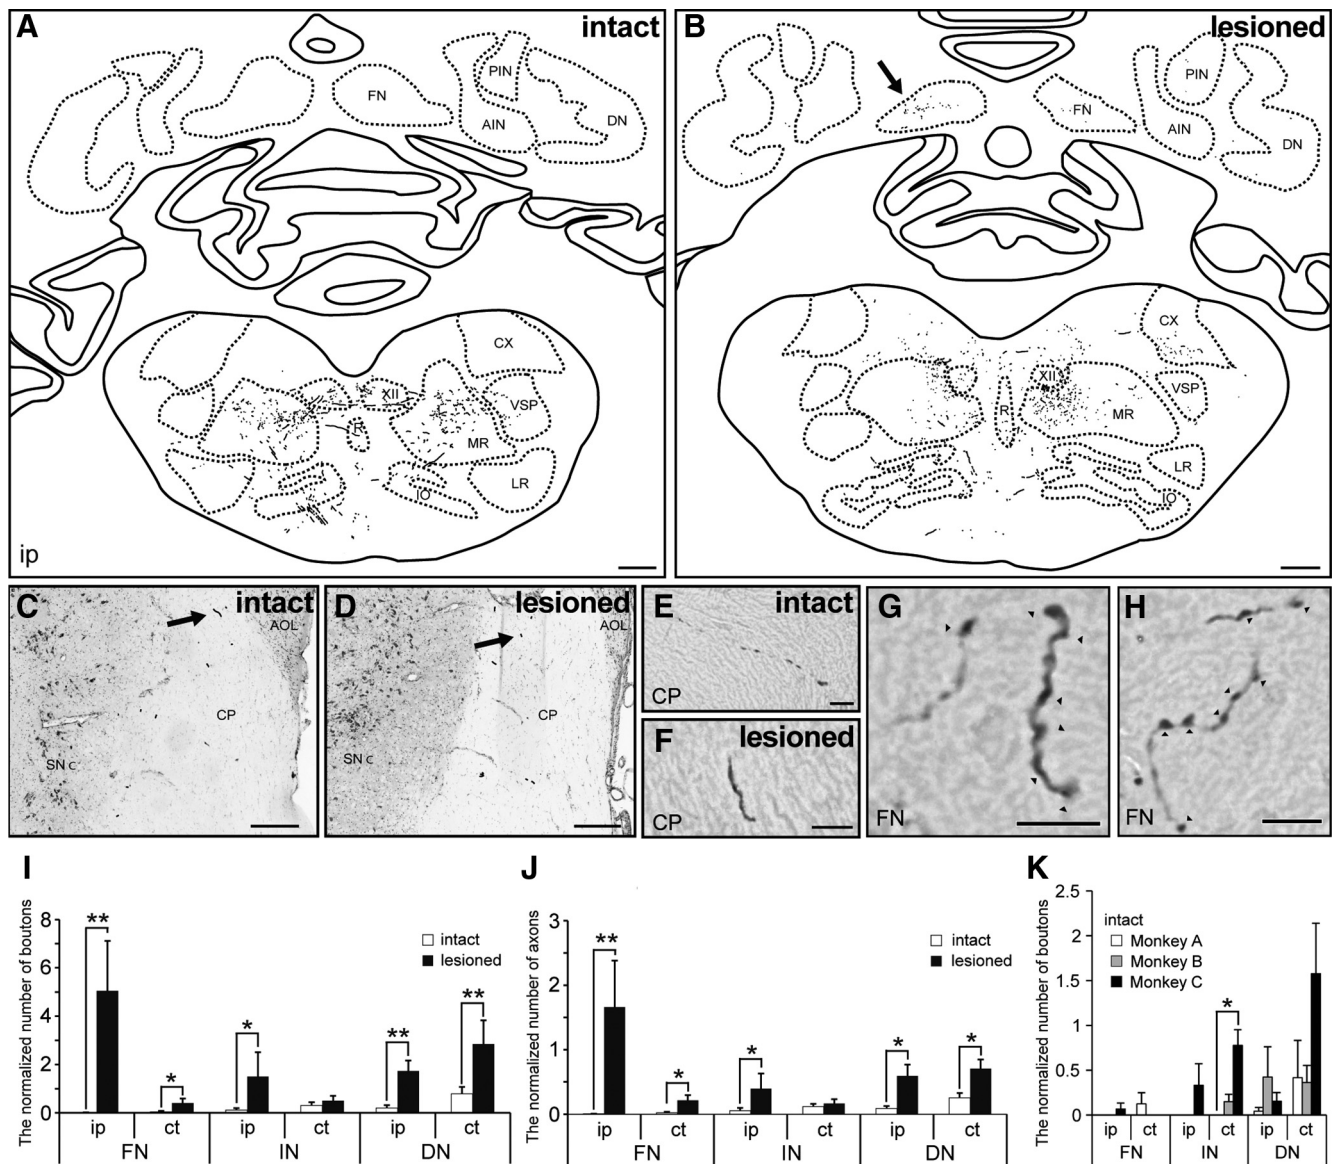 A intact
FN
PIN
AIN
DN
CX
XII
VSP
R
MR
LR
IO
ip
B lesioned
PIN
FN
AIN
DN
CX
XII
VSP
R
MR
LR
IO
C intact
AOL
CP
SN C
D lesioned
AOL
CP
SN C
E intact
CP
F lesioned
CP
G
FN
H
FN
I
The normalized number of boutons
8
6
4
2
0
** * * ** **
intact
lesioned
ip ct ip ct ip ct
FN IN DN
J
The normalized number of axons
3
2
1
0
** * * * *
intact
lesioned
ip ct ip ct ip ct
FN IN DN
K
The normalized number of boutons
2.5
2
1.5
1
0.5
0
intact
Monkey A
Monkey B
Monkey C
*
ip ct ip ct ip ct
FN IN DN